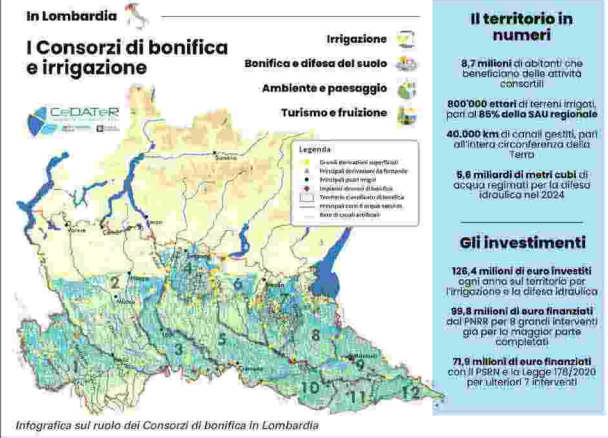 In Lombardia
I Consorzi di bonifica
e irrigazione
Irrigazione
Bonifica e difesa del suolo
Ambiente e paesaggio
Turismo e fruizione
CeDATeR
Legenda
Grandi derivazioni superficiali
Principali derivazioni da fontanile
Principali pozzi irrigui
Impianti idrovori di bonifica
Territorio classificato di bonifica
Principali corsi d'acqua naturali
Rete di canali artificiali
Sondrio
Varese
Como
Lecco
Milano
Cremona
Mantova
1
2
3
4
5
6
7
8
9
10
11
12
Il territorio in
numeri
8,7 milioni di abitanti che
beneficiano delle attività
consortili
800'000 ettari di terreni irrigati,
pari al 86% della SAU regionale
40.000 km di canali gestiti, pari
all'intera circonferenza della
Terra
5,6 miliardi di metri cubi di
acqua regimati per la difesa
idraulica nel 2024
Gli investimenti
126,4 milioni di euro investiti
ogni anno sul territorio per
l'irrigazione e la difesa idraulica
99,8 milioni di euro finanziati
dal PNRR per 8 grandi interventi
già per la maggior parte
completati
71,9 milioni di euro finanziati
con il PSRN e la Legge 178/2020
per ulteriori 7 interventi
Infografica sul ruolo dei Consorzi di bonifica in Lombardia